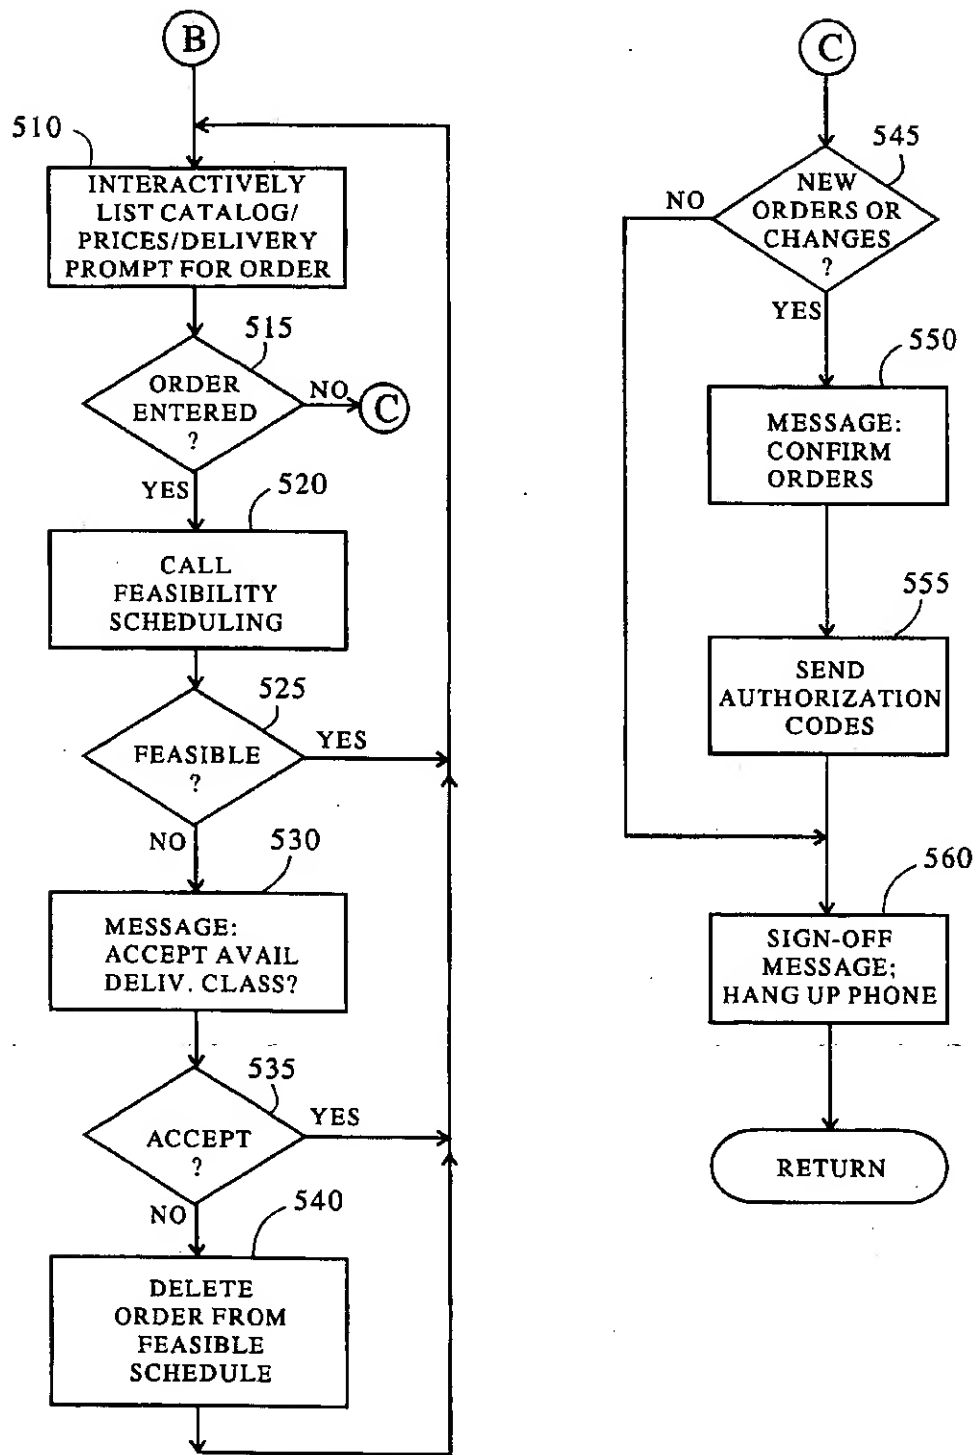 B
510
INTERACTIVELY
LIST CATALOG/
PRICES/DELIVERY
PROMPT FOR ORDER
515
ORDER
ENTERED
?
NO
C
YES
520
CALL
FEASIBILITY
SCHEDULING
525
FEASIBLE
?
YES
NO
530
MESSAGE:
ACCEPT AVAIL
DELIV. CLASS?
535
ACCEPT
?
YES
NO
540
DELETE
ORDER FROM
FEASIBLE
SCHEDULE
C
545
NEW
ORDERS OR
CHANGES
?
NO
YES
550
MESSAGE:
CONFIRM
ORDERS
555
SEND
AUTHORIZATION
CODES
560
SIGN-OFF
MESSAGE;
HANG UP PHONE
RETURN